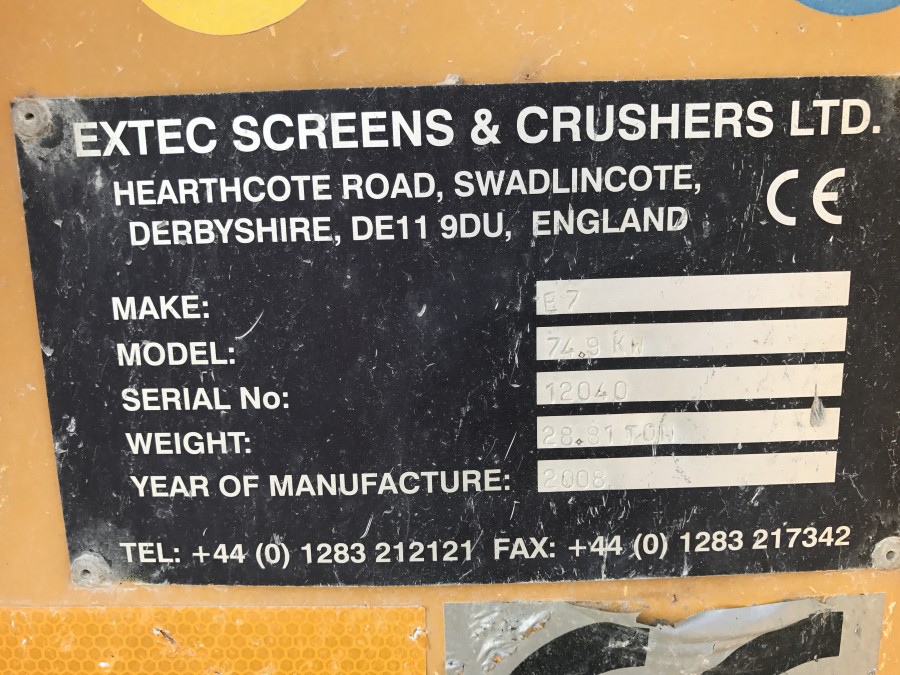 EXTEC SCREENS & CRUSHERS LTD.
HEARTHCOTE ROAD, SWADLINCOTE,
DERBYSHIRE, DE11 9DU, ENGLAND
CE
MAKE: E7
MODEL: 74.9 KW
SERIAL No: 12040
WEIGHT: 28.81 TON
YEAR OF MANUFACTURE: 2008
TEL: +44 (0) 1283 212121 FAX: +44 (0) 1283 217342